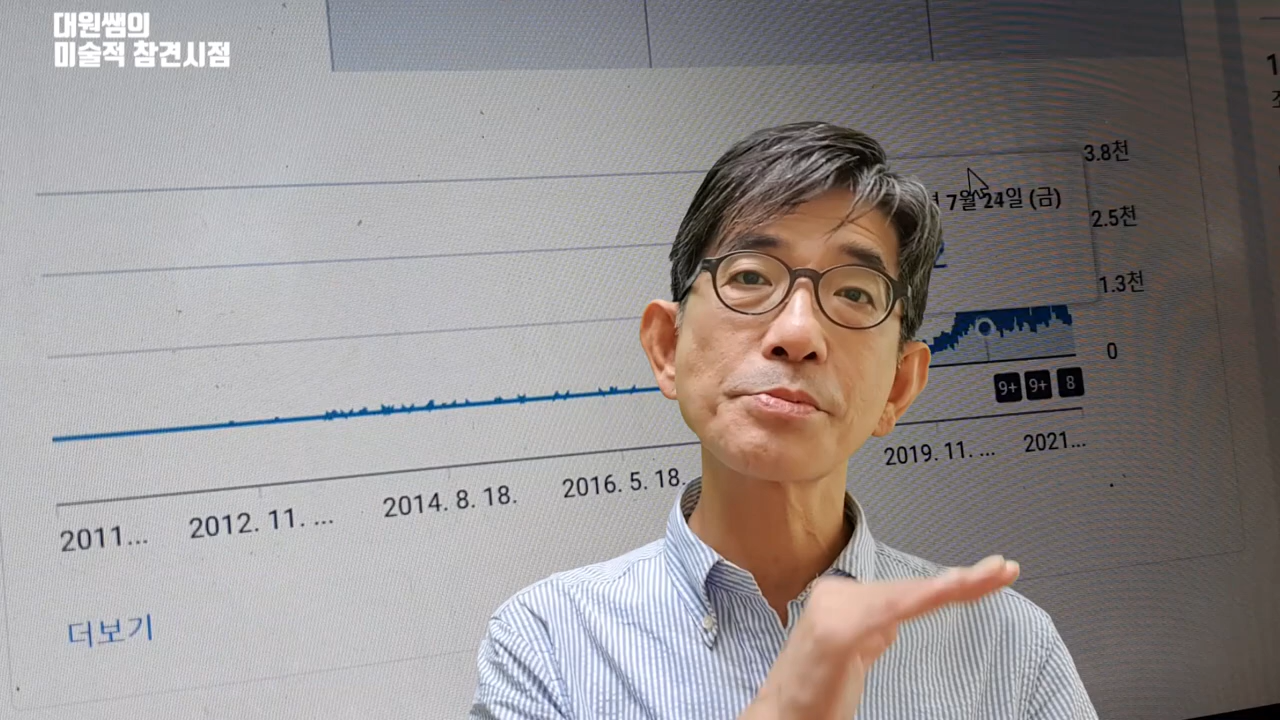 대원쌤의
미술적 참견시점
3.8천
7월 24일 (금)
2.5천
1.3천
0
9+ 9+ 8
2011... 2012. 11. ... 2014. 8. 18. 2016. 5. 18. 2019. 11. ... 2021...
더보기